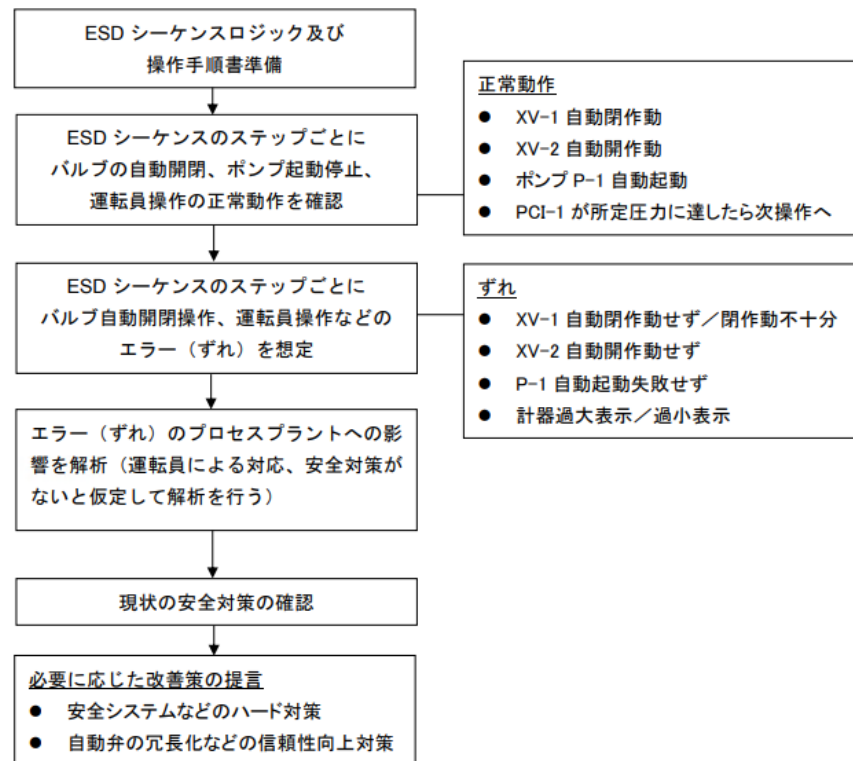 ESD シーケンスロジック及び
操作手順書準備
ESD シーケンスのステップごとに
バルブの自動開閉、ポンプ起動停止、
運転員操作の正常動作を確認
正常動作
● XV-1 自動閉作動
● XV-2 自動開作動
● ポンプ P-1 自動起動
● PCI-1 が所定圧力に達したら次操作へ
ESD シーケンスのステップごとに
バルブ自動開閉操作、運転員操作などの
エラー（ずれ）を想定
ずれ
● XV-1 自動閉作動せず／閉作動不十分
● XV-2 自動開作動せず
● P-1 自動起動失敗せず
● 計器過大表示／過小表示
エラー（ずれ）のプロセスプラントへの影
響を解析（運転員による対応、安全対策が
ないと仮定して解析を行う）
現状の安全対策の確認
必要に応じた改善策の提言
● 安全システムなどのハード対策
● 自動弁の冗長化などの信頼性向上対策